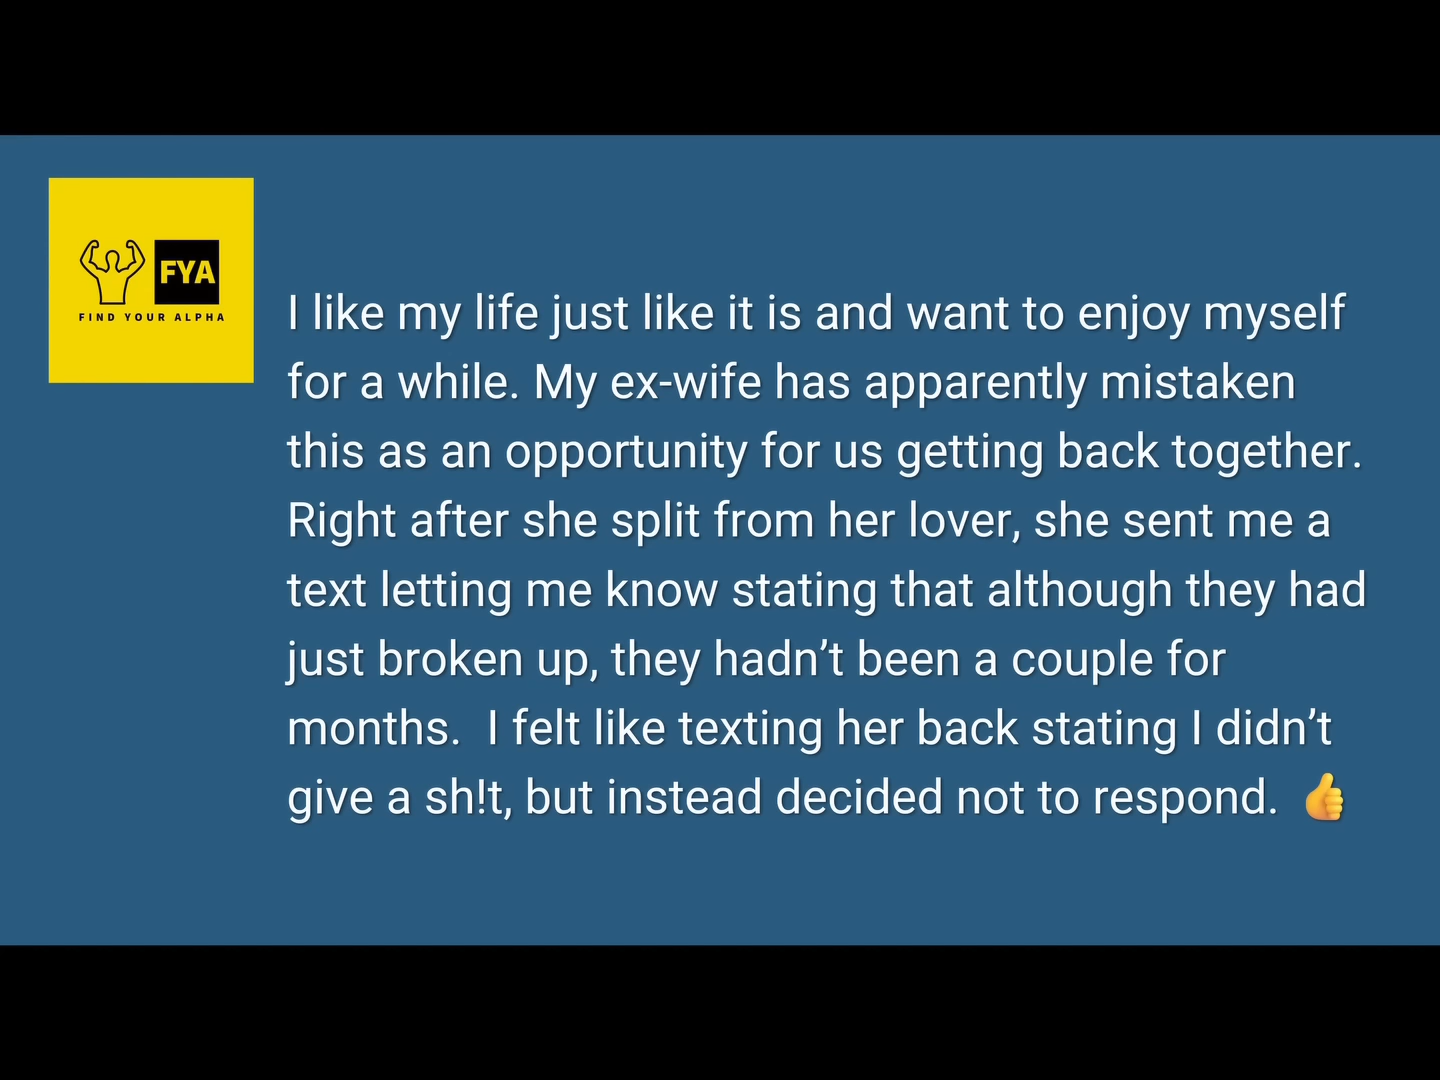 FYA
FIND YOUR ALPHA
I like my life just like it is and want to enjoy myself
for a while. My ex-wife has apparently mistaken
this as an opportunity for us getting back together.
Right after she split from her lover, she sent me a
text letting me know stating that although they had
just broken up, they hadn’t been a couple for
months.  I felt like texting her back stating I didn’t
give a sh!t, but instead decided not to respond. 👍